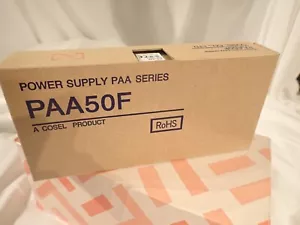 POWER SUPPLY PAA SERIES
PAA50F
A COSEL PRODUCT
RoHS